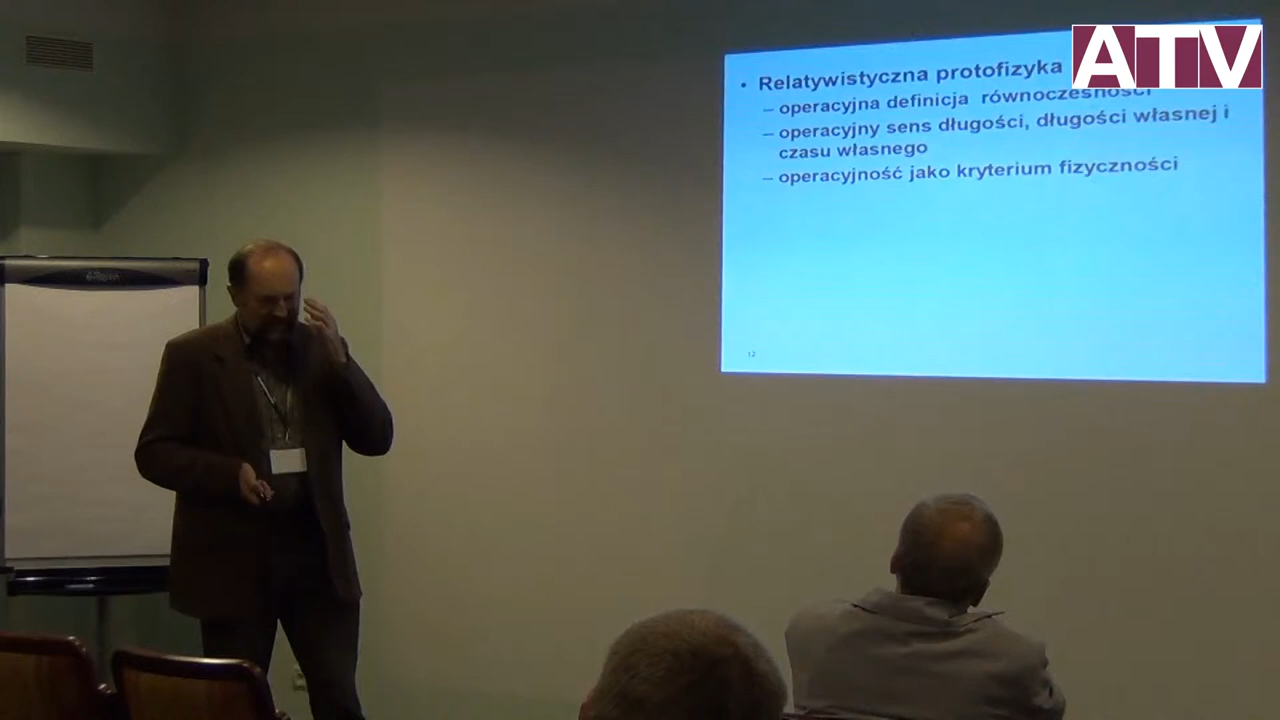 ATV
• Relatywistyczna protofizyka
– operacyjna definicja równoczesności
– operacyjny sens długości, długości własnej i
czasu własnego
– operacyjność jako kryterium fizyczności
12